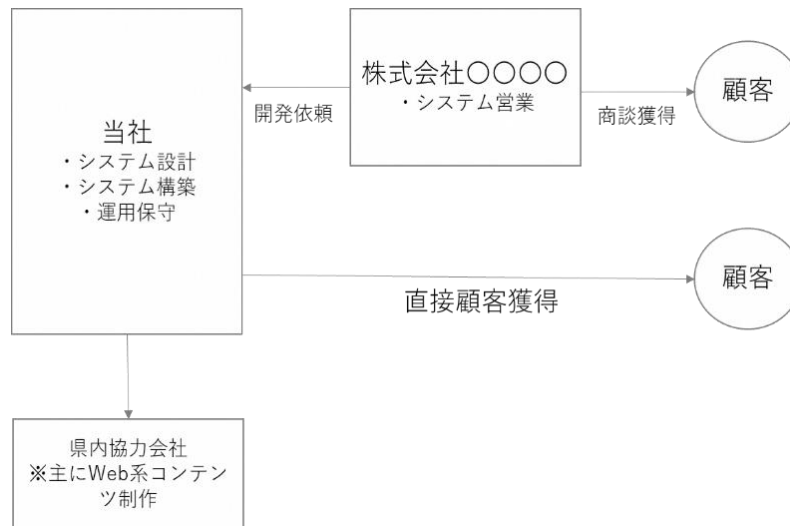 株式会社〇〇〇〇
・システム営業
顧客
開発依頼
商談獲得
当社
・システム設計
・システム構築
・運用保守
顧客
直接顧客獲得
県内協力会社
※主にWeb系コンテン
ツ制作